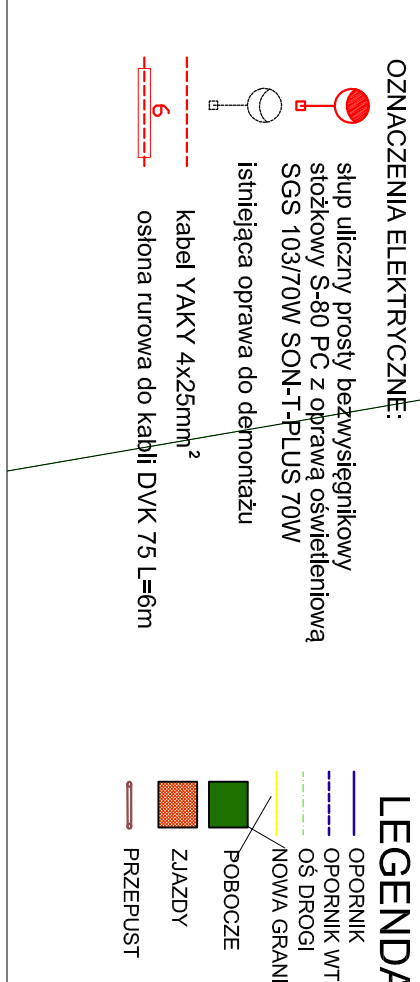 OZNACZENIA ELEKTRYCZNE:
słup uliczny prosty bezwysięgnikowy
stożkowy S-80 PC z oprawą oświetleniową
SGS 103/70W SON-T-PLUS 70W
istniejąca oprawa do demontażu
kabel YAKY 4x25mm²
6
osłona rurowa do kabli DVK 75 L=6m
LEGENDA
OPORNIK
OPORNIK WT
OŚ DROGI
NOWA GRANI
POBOCZE
ZJAZDY
PRZEPUST